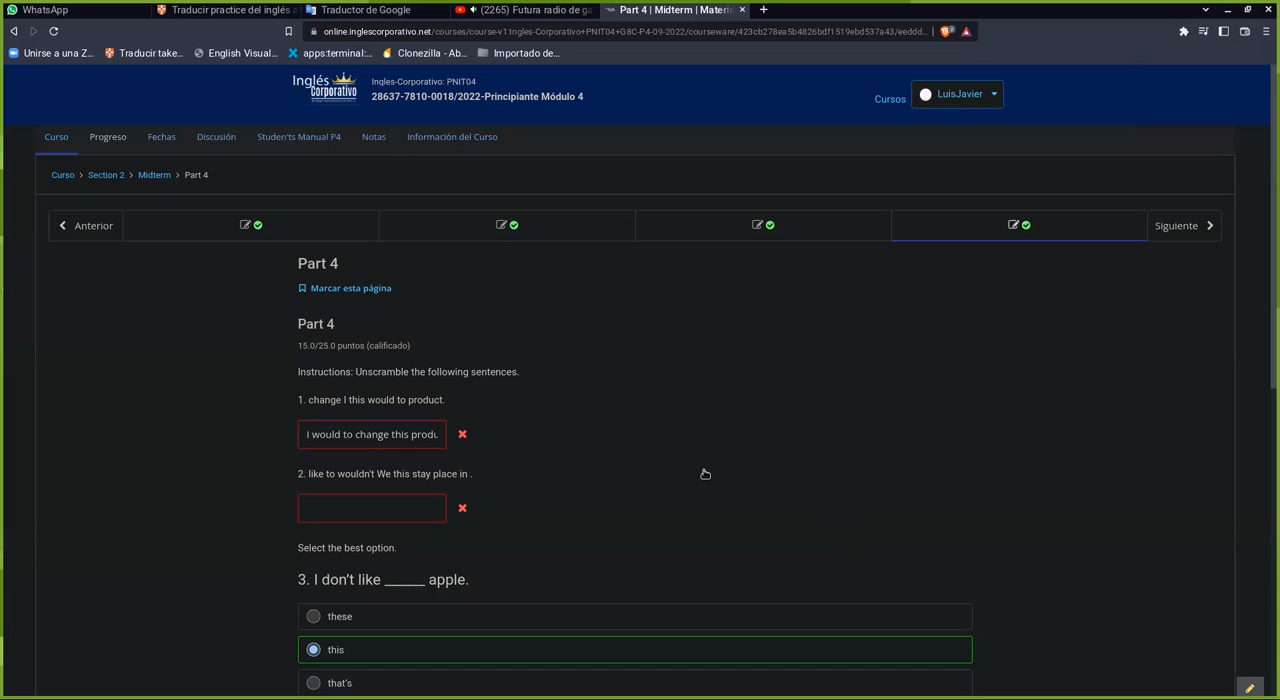 WhatsApp
Traducir practice del inglés a
Traductor de Google
(2265) Futura radio de ga
Part 4 | Midterm | Materia
online.inglescorporativo.net/courses/course-v1:Ingles-Corporativo+PNIT04+G8C-P4-09-2022/courseware/423cb278ea5b4826bdf1519ebd537a43/eeddd...
Unirse a una Z...
Traducir take...
English Visual...
apps:terminal:...
Clonezilla - Ab...
Importado de...
Inglés
Corporativo
Ingles-Corporativo: PNIT04
28637-7810-0018/2022-Principiante Módulo 4
Cursos
LuisJavier
Curso
Progreso
Fechas
Discusión
Studen'ts Manual P4
Notas
Información del Curso
Curso > Section 2 > Midterm > Part 4
Anterior
Siguiente
Part 4
Marcar esta página
Part 4
15.0/25.0 puntos (calificado)
Instructions: Unscramble the following sentences.
1. change I this would to product.
I would to change this produ
2. like to wouldn't We this stay place in .
Select the best option.
3. I don't like ______ apple.
these
this
that's